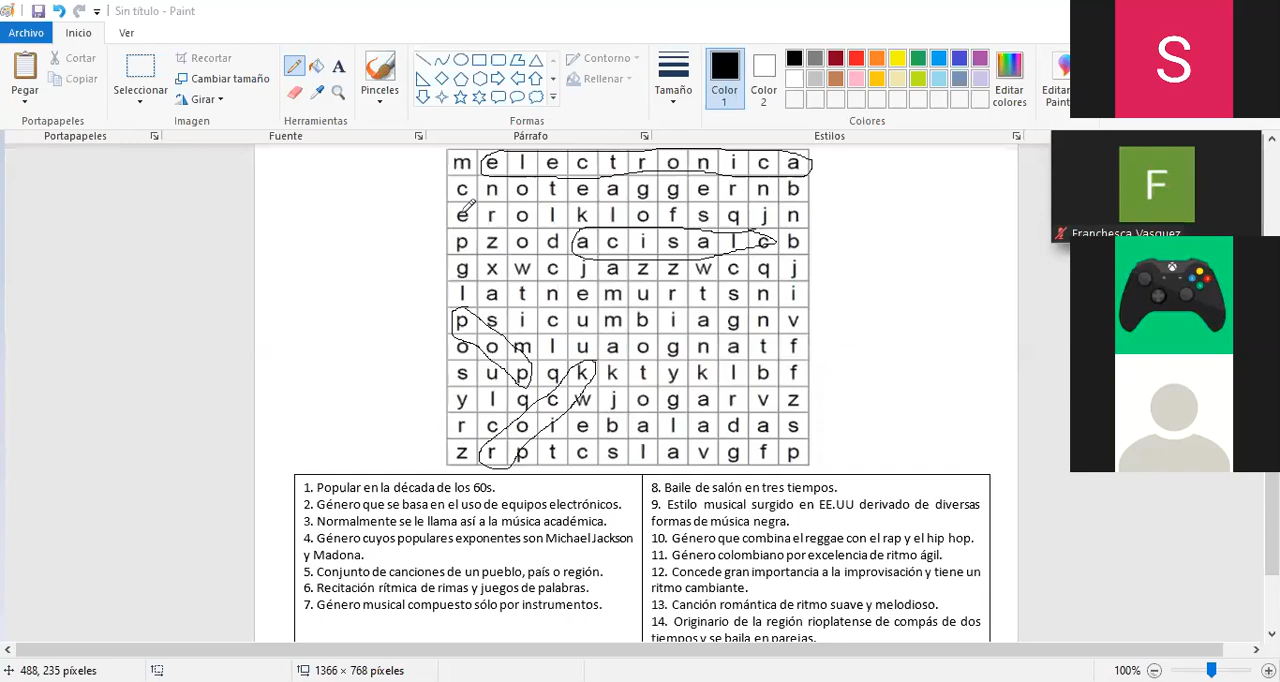 Sin título - Paint
Archivo Inicio Ver
Pegar
Cortar
Copiar
Portapapeles
Seleccionar
Recortar
Cambiar tamaño
Girar
Imagen
A
Herramientas
Pinceles
Contorno
Rellenar
Formas
Tamaño
Color 1
Color 2
Editar colores
Editar
Paint
Colores
Portapapeles Fuente Párrafo Estilos
S
F
Franchesca Vasquez
m e l e c t r o n i c a
c n o t e a g g e r n b
e r o l k l o f s q j n
p z o d a c i s a l c b
g x w c j a z z w c q j
l a t n e m u r t s n i
p s i c u m b i a g n v
o o m l u a o g n a t f
s u p q k k t y k l b f
y l q c w j o g a r v z
r c o i e b a l a d a s
z r p t c s l a v g f p
1. Popular en la década de los 60s.
2. Género que se basa en el uso de equipos electrónicos.
3. Normalmente se le llama así a la música académica.
4. Género cuyos populares exponentes son Michael Jackson
y Madona.
5. Conjunto de canciones de un pueblo, país o región.
6. Recitación rítmica de rimas y juegos de palabras.
7. Género musical compuesto sólo por instrumentos.
8. Baile de salón en tres tiempos.
9. Estilo musical surgido en EE.UU derivado de diversas
formas de música negra.
10. Género que combina el reggae con el rap y el hip hop.
11. Género colombiano por excelencia de ritmo ágil.
12. Concede gran importancia a la improvisación y tiene un
ritmo cambiante.
13. Canción romántica de ritmo suave y melodioso.
14. Originario de la región rioplatense de compás de dos
tiempos y se baila en parejas.
488, 235 píxeles
1366 × 768 píxeles
100%